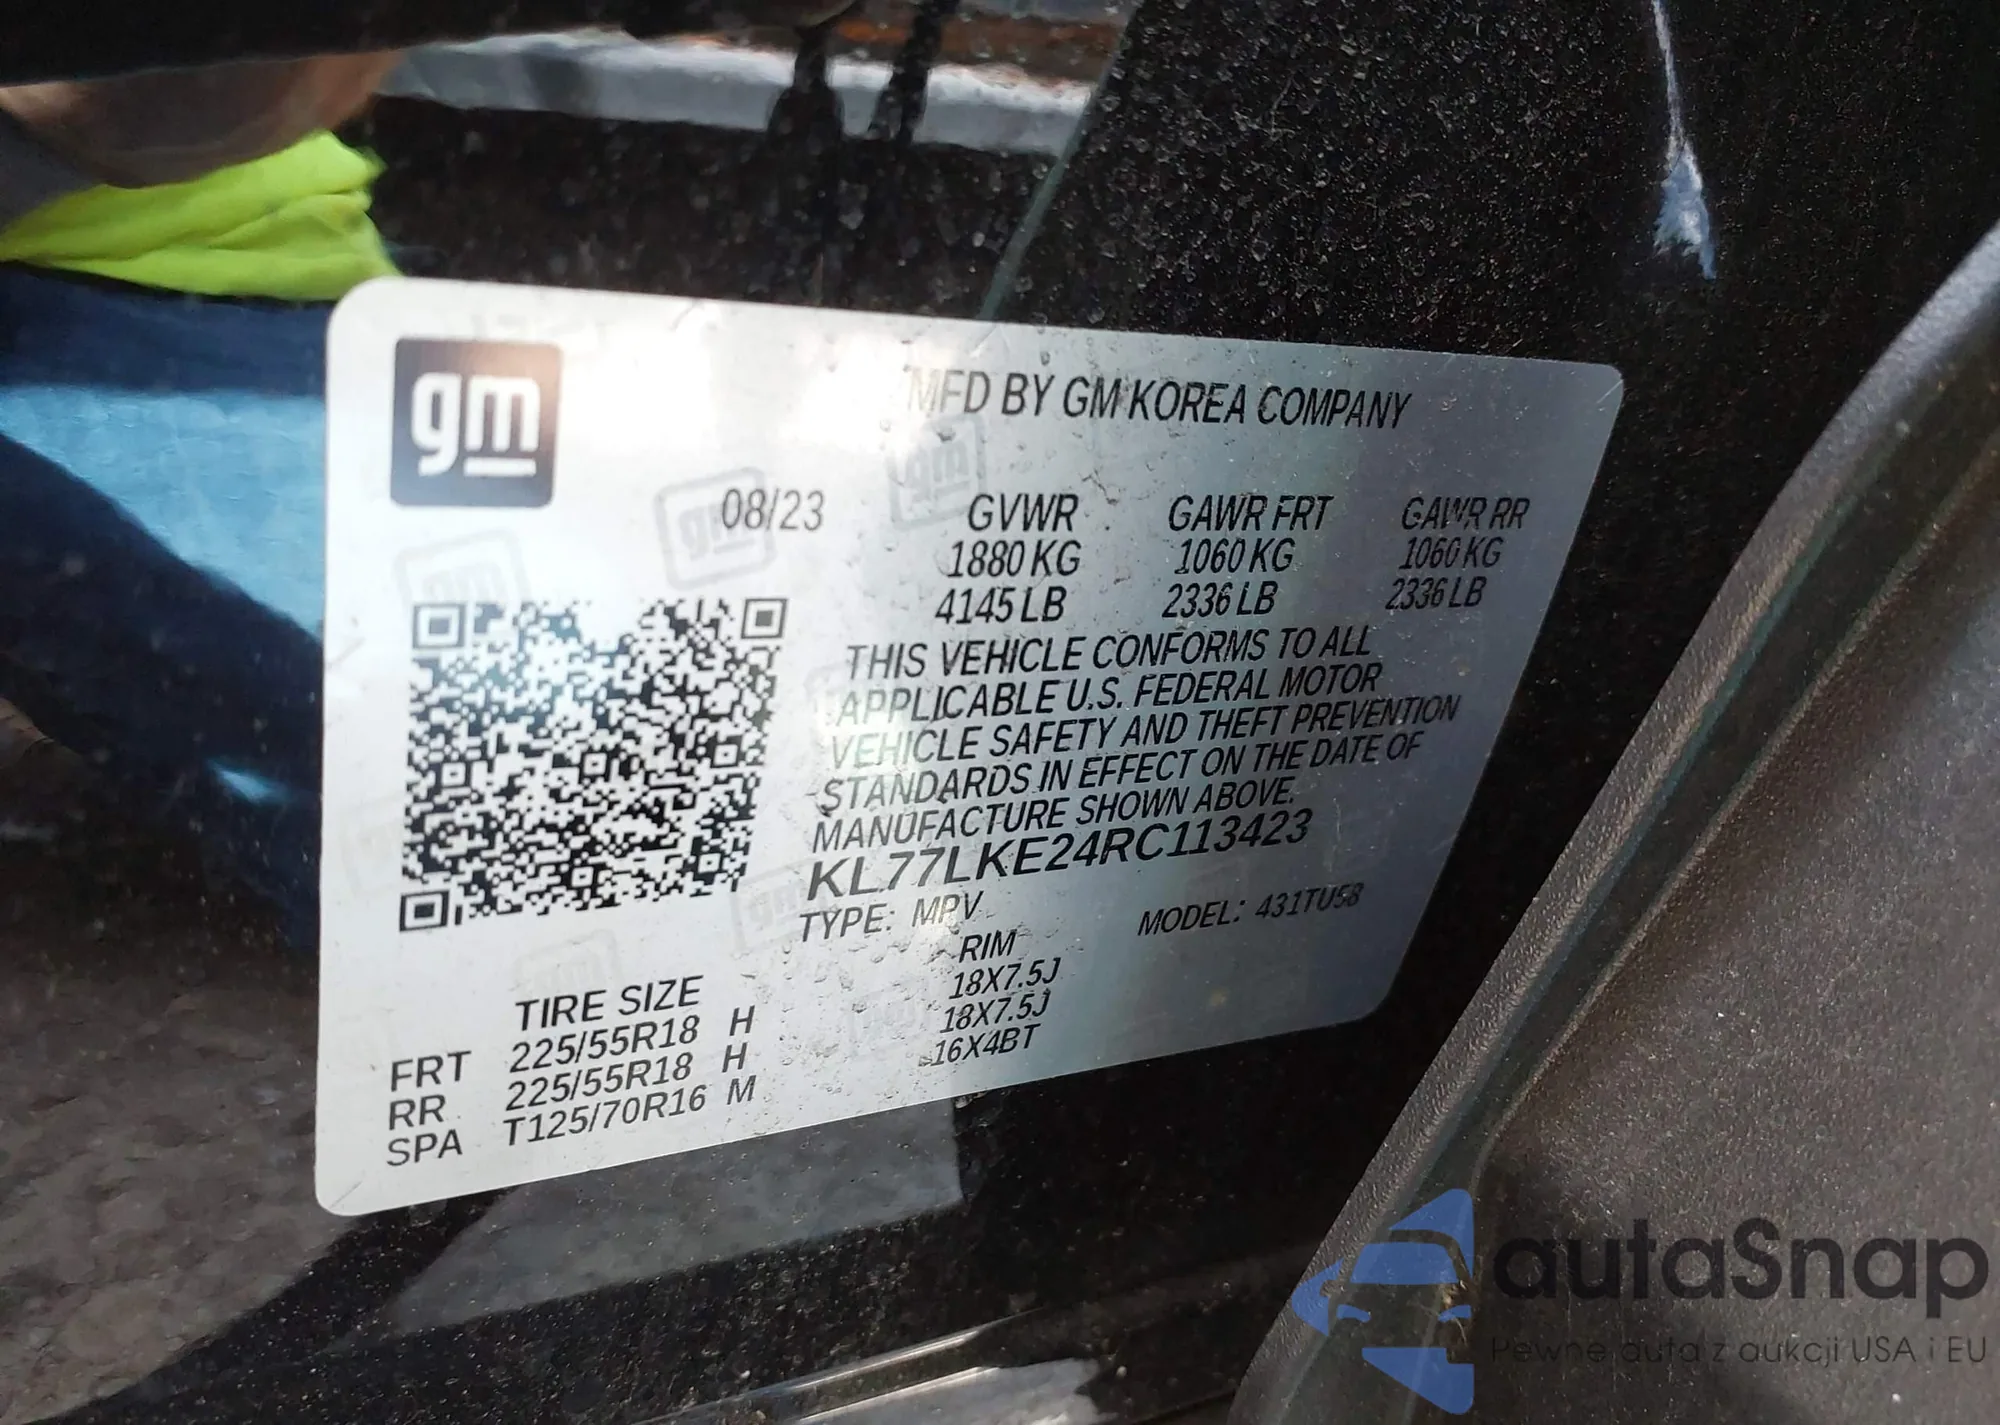 gm
MFD BY GM KOREA COMPANY
08/23 GVWR GAWR FRT GAWR RR
1880 KG 1060 KG 1060 KG
4145 LB 2336 LB 2336 LB
THIS VEHICLE CONFORMS TO ALL
APPLICABLE U.S. FEDERAL MOTOR
VEHICLE SAFETY AND THEFT PREVENTION
STANDARDS IN EFFECT ON THE DATE OF
MANUFACTURE SHOWN ABOVE.
KL77LKE24RC113423
TYPE: MPV MODEL: 431TU58
TIRE SIZE RIM
FRT 225/55R18 H 18X7.5J
RR 225/55R18 H 18X7.5J
SPA T125/70R16 M 16X4BT
autaSnap
Pewne auta z aukcji USA i EU